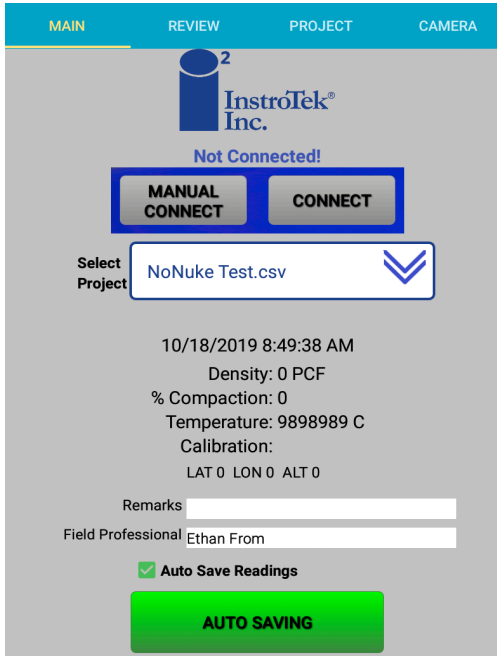 MAIN REVIEW PROJECT CAMERA
2
InstroTek®
Inc.
Not Connected!
MANUAL
CONNECT
CONNECT
Select
Project
NoNuke Test.csv
10/18/2019 8:49:38 AM
Density: 0 PCF
% Compaction: 0
Temperature: 9898989 C
Calibration:
LAT 0 LON 0 ALT 0
Remarks
Field Professional Ethan From
Auto Save Readings
AUTO SAVING